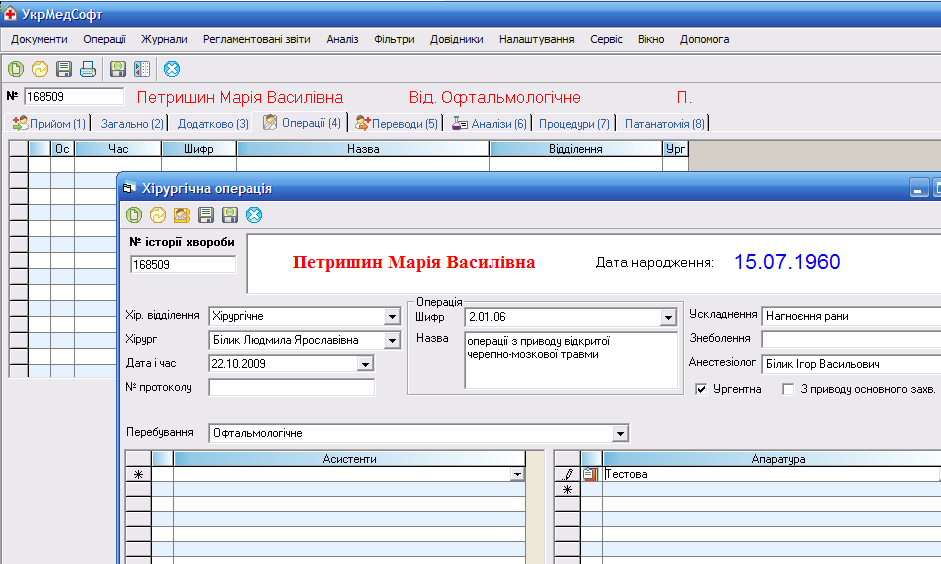 УкрМедСофт
Документи Операції Журнали Регламентовані звіти Аналіз Фільтри Довідники Налаштування Сервіс Вікно Допомога
№ 168509 Петришин Марія Василівна Від. Офтальмологічне П.
Прийом (1) Загально (2) Додатково (3) Операції (4) Переводи (5) Аналізи (6) Процедури (7) Патанатомія (8)
Ос Час Шифр Назва Відділення Ург
Хірургічна операція
№ історії хвороби
168509
Петришин Марія Василівна Дата народження: 15.07.1960
Операція
Хір. відділення Хірургічне Шифр 2.01.06 Ускладнення Нагноєння рани
Хірург Білик Людмила Ярославівна Назва операції з приводу відкритої Знеболення
черепно-мозкової травми
Дата і час 22.10.2009 Анестезіолог Білик Ігор Васильович
№ протоколу Ургентна З приводу основного захв.
Перебування Офтальмологічне
Асистенти Апаратура
Тестова